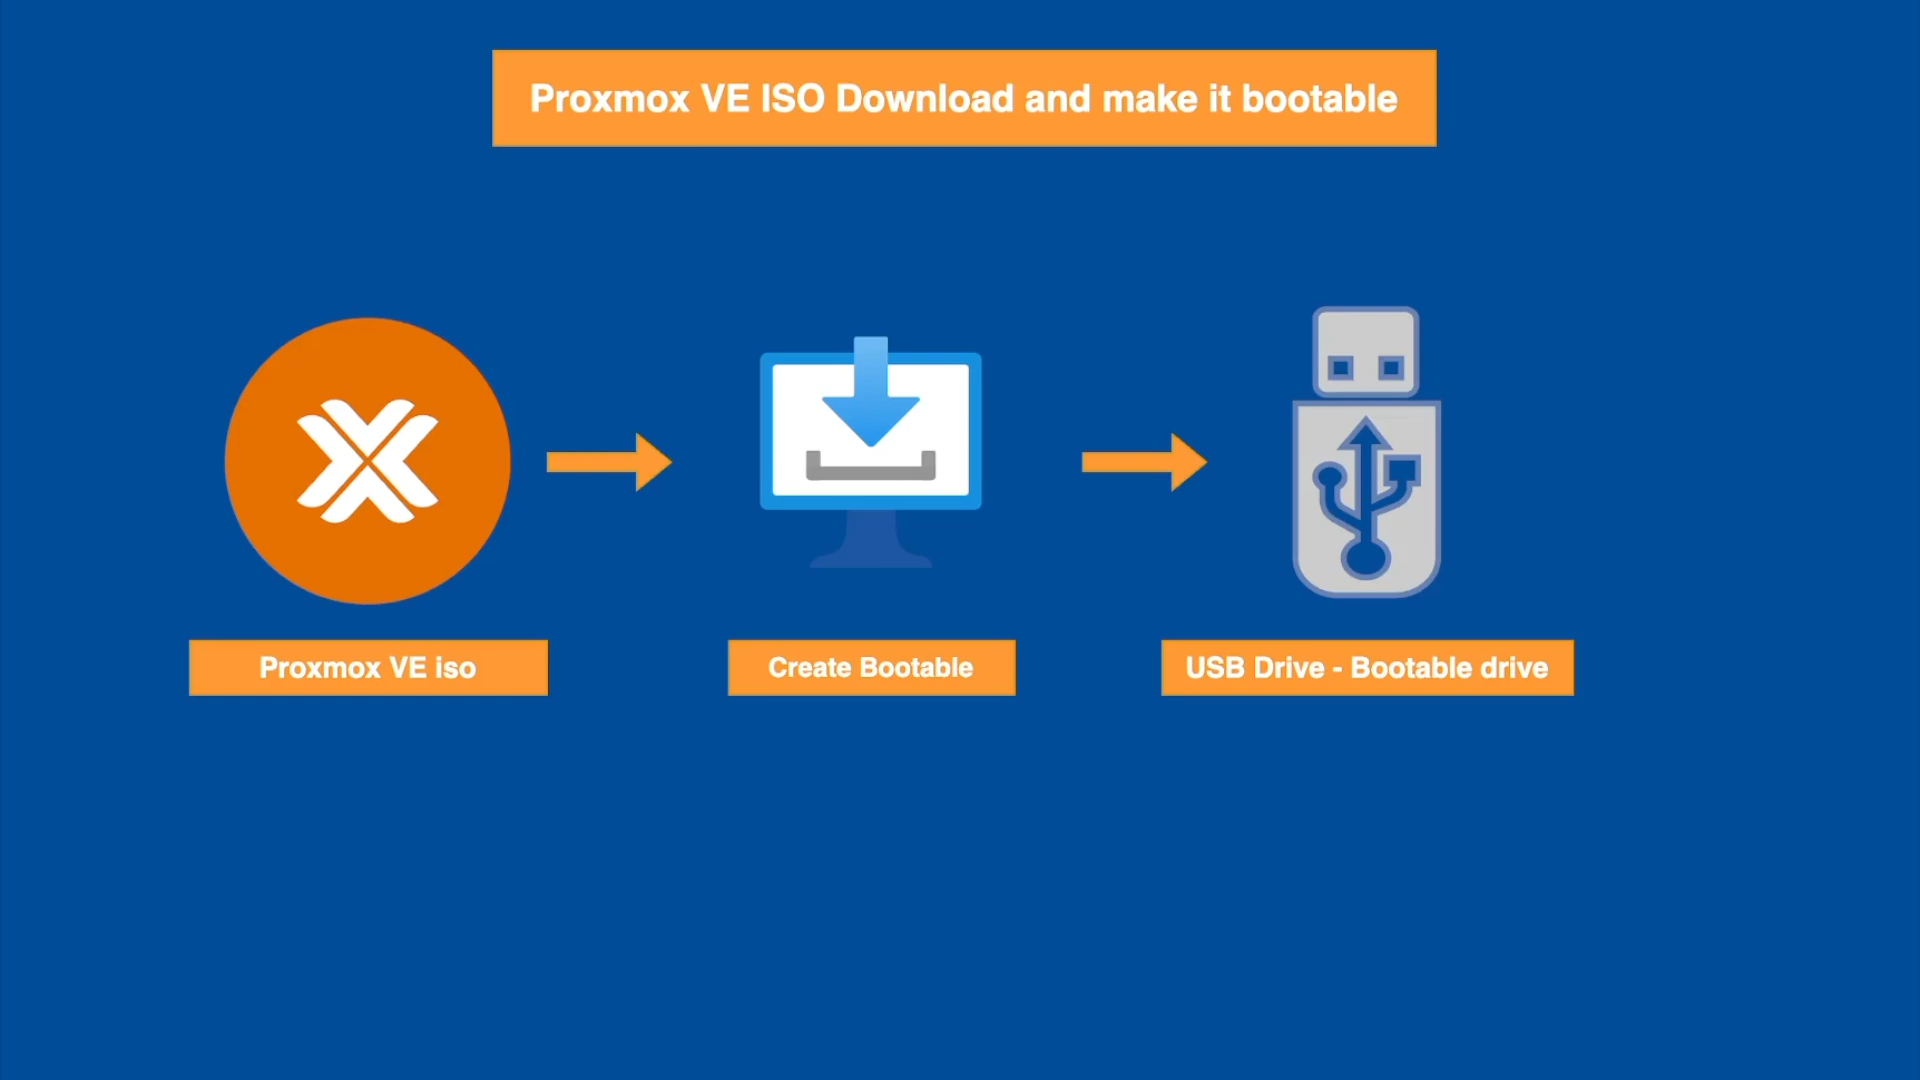 Proxmox VE ISO Download and make it bootable
Proxmox VE iso
Create Bootable
USB Drive - Bootable drive